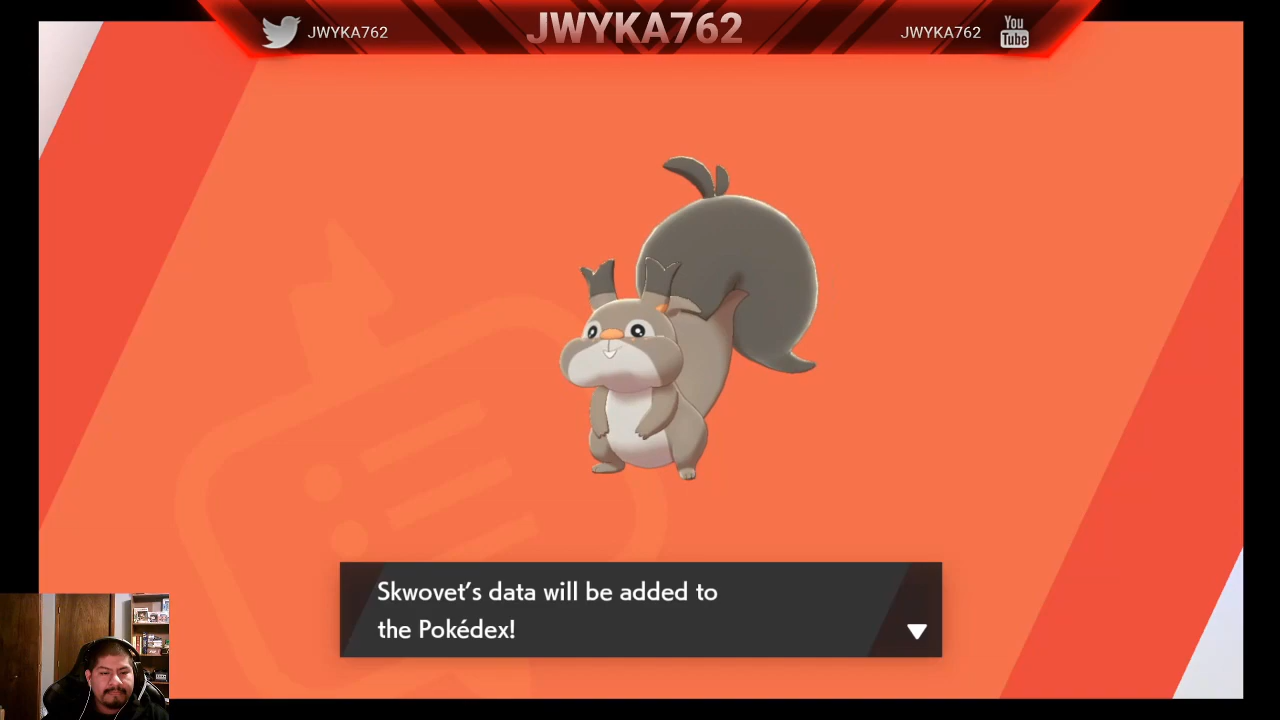 JWYKA762
JWYKA762
JWYKA762
You
Tube
Skwovet's data will be added to
the Pokédex!